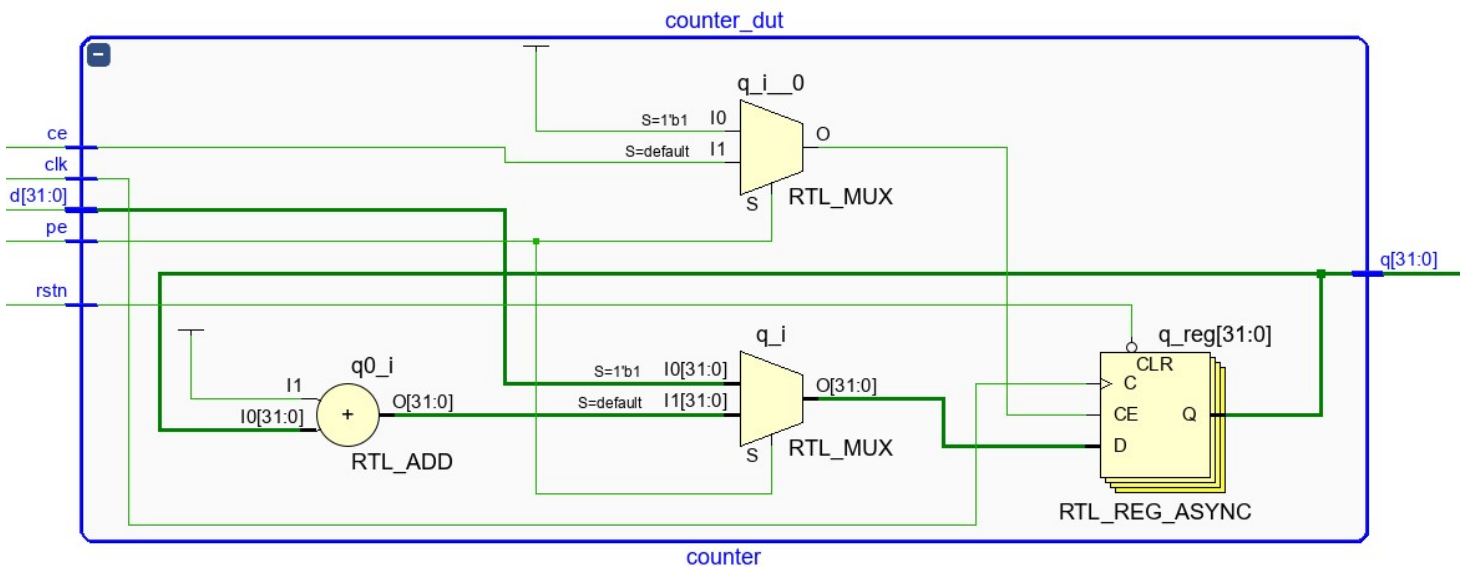 counter_dut
−
q_i__0
S=1'b1 I0
S=default I1
O
S
RTL_MUX
ce
clk
d[31:0]
pe
rstn
q[31:0]
q0_i
I1
I0[31:0]
+
O[31:0]
RTL_ADD
q_i
S=1'b1 I0[31:0]
S=default I1[31:0]
O[31:0]
S
RTL_MUX
q_reg[31:0]
CLR
C
CE
D
Q
RTL_REG_ASYNC
counter